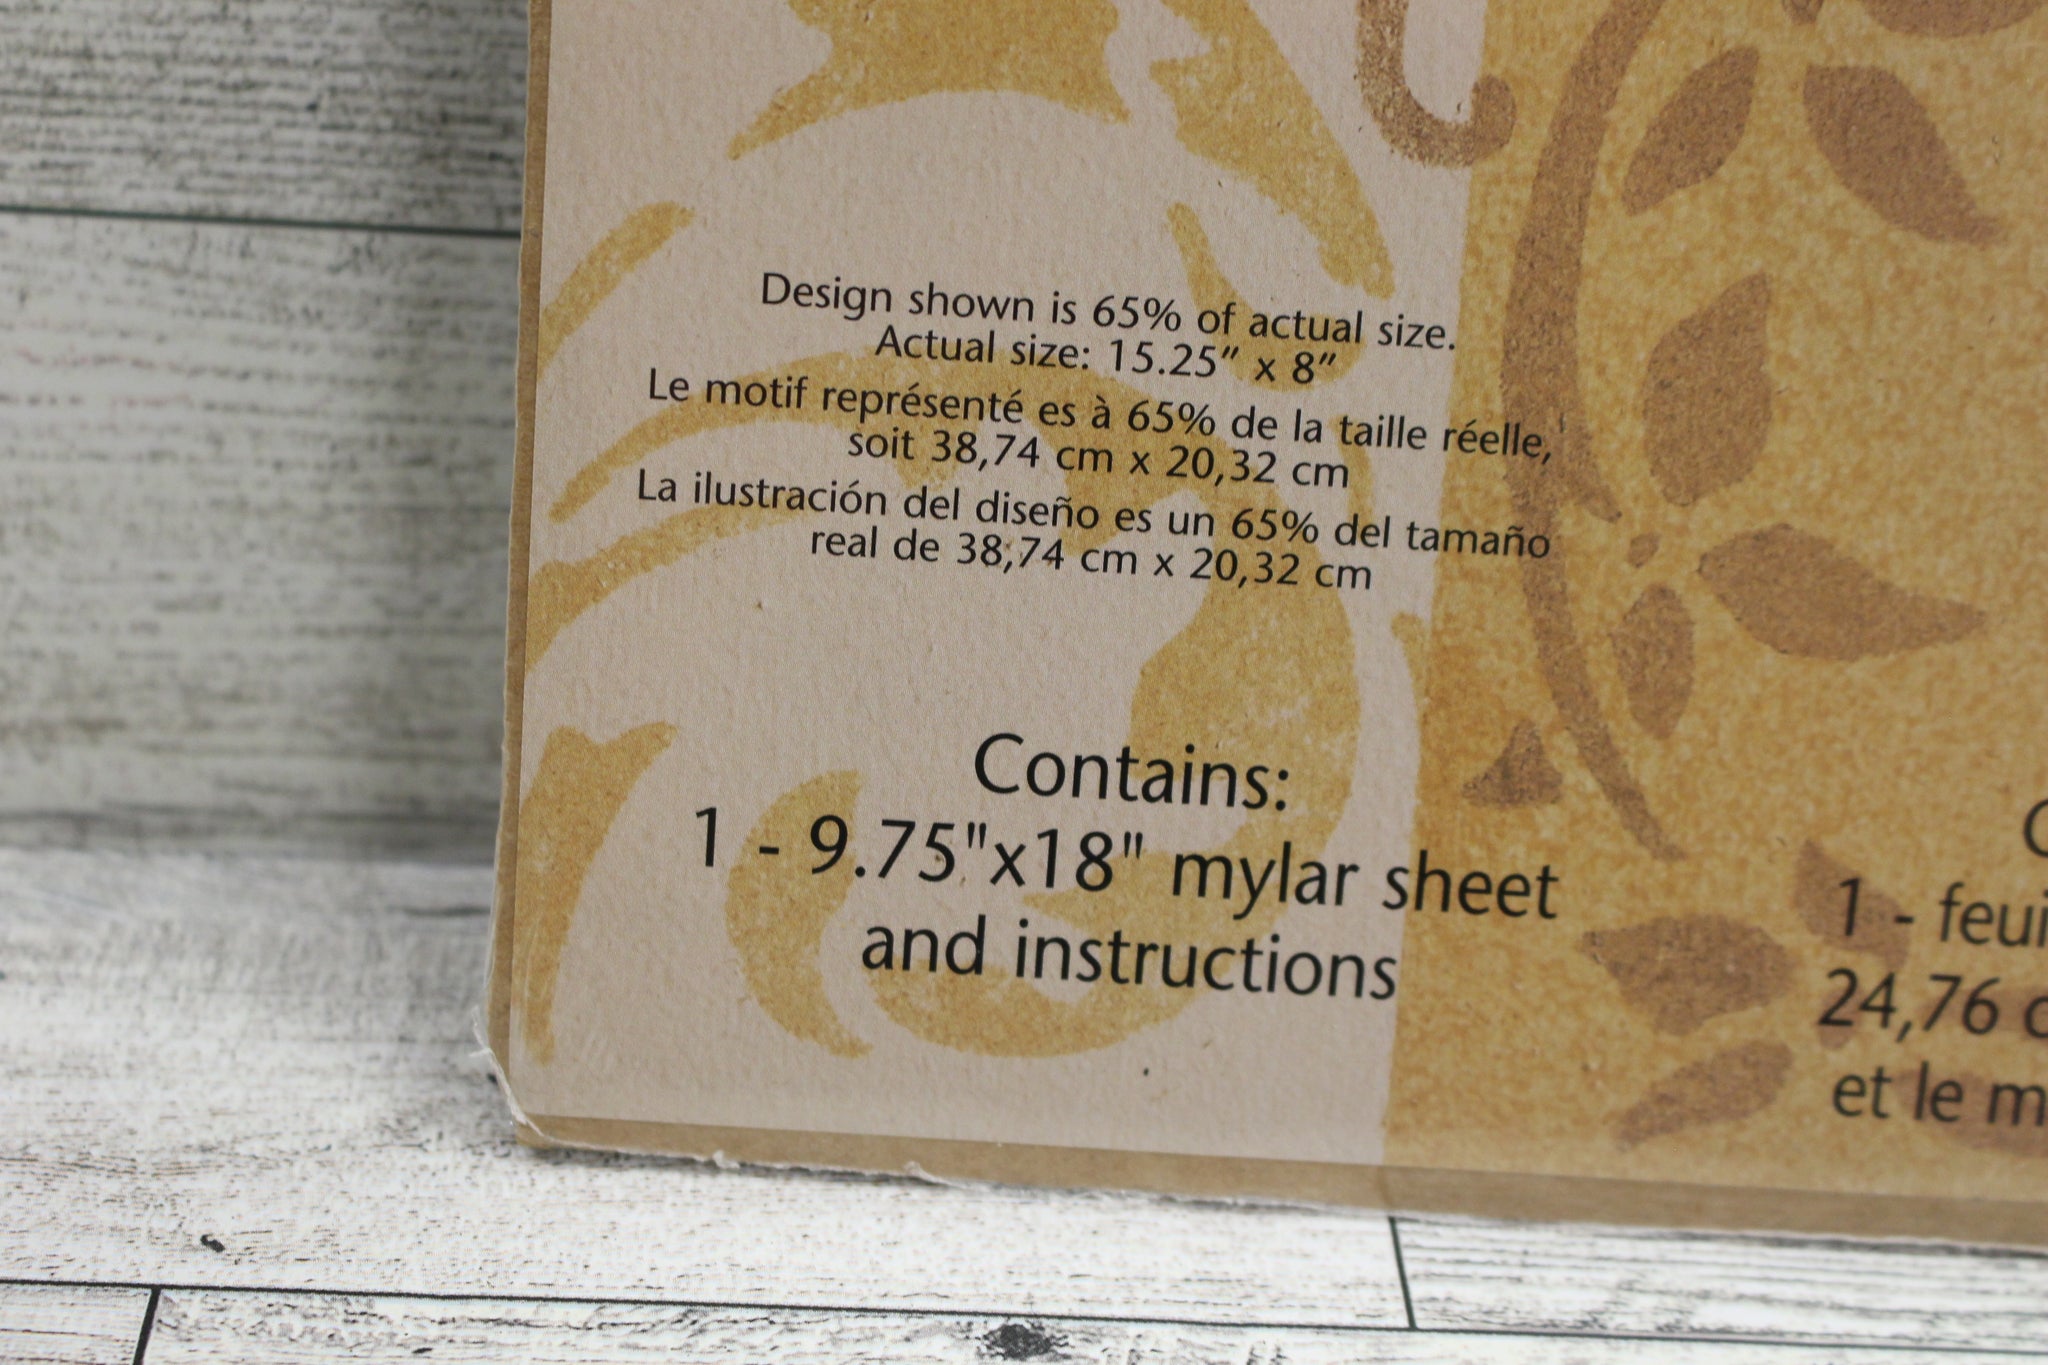 Design shown is 65% of actual size.
Actual size: 15.25” x 8”
Le motif représenté es à 65% de la taille réelle,
soit 38,74 cm x 20,32 cm
La ilustración del diseño es un 65% del tamaño
real de 38,74 cm x 20,32 cm
Contains:
1 - 9.75"x18" mylar sheet
and instructions
1 -
24,76
et le